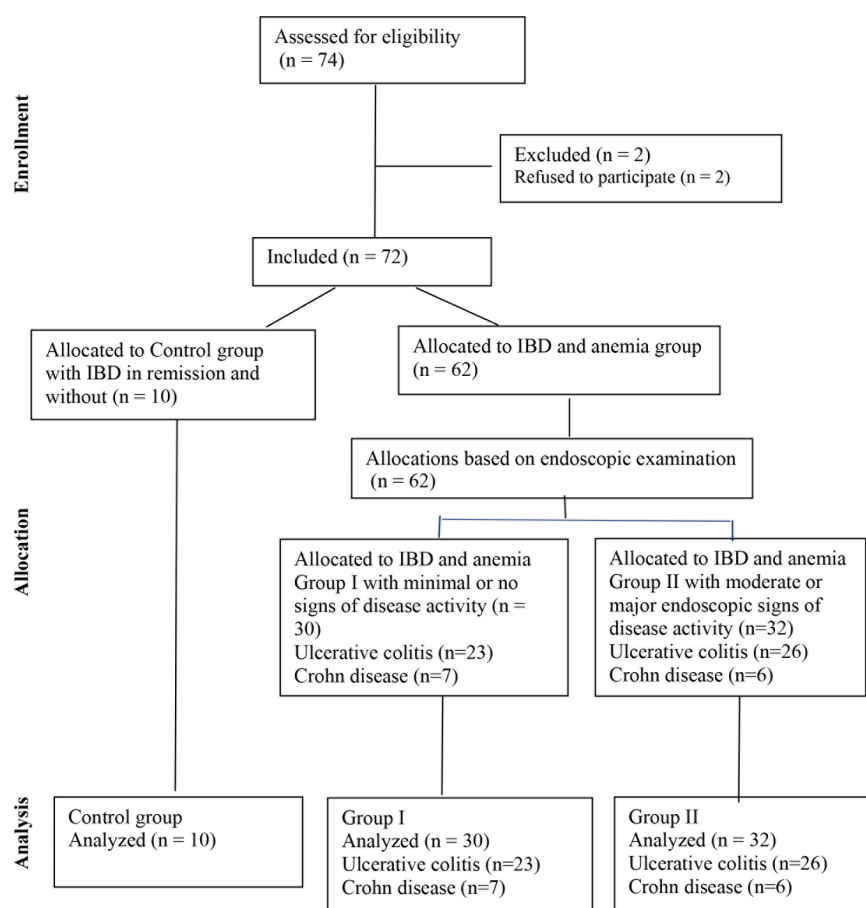 Assessed for eligibility
(n = 74)
Enrollment
Excluded (n = 2)
Refused to participate (n = 2)
Included (n = 72)
Allocated to Control group
with IBD in remission and
without (n = 10)
Allocated to IBD and anemia group
(n = 62)
Allocations based on endoscopic examination
(n = 62)
Allocation
Allocated to IBD and anemia
Group I with minimal or no
signs of disease activity (n =
30)
Ulcerative colitis (n=23)
Crohn disease (n=7)
Allocated to IBD and anemia
Group II with moderate or
major endoscopic signs of
disease activity (n=32)
Ulcerative colitis (n=26)
Crohn disease (n=6)
Analysis
Control group
Analyzed (n = 10)
Group I
Analyzed (n = 30)
Ulcerative colitis (n=23)
Crohn disease (n=7)
Group II
Analyzed (n = 32)
Ulcerative colitis (n=26)
Crohn disease (n=6)